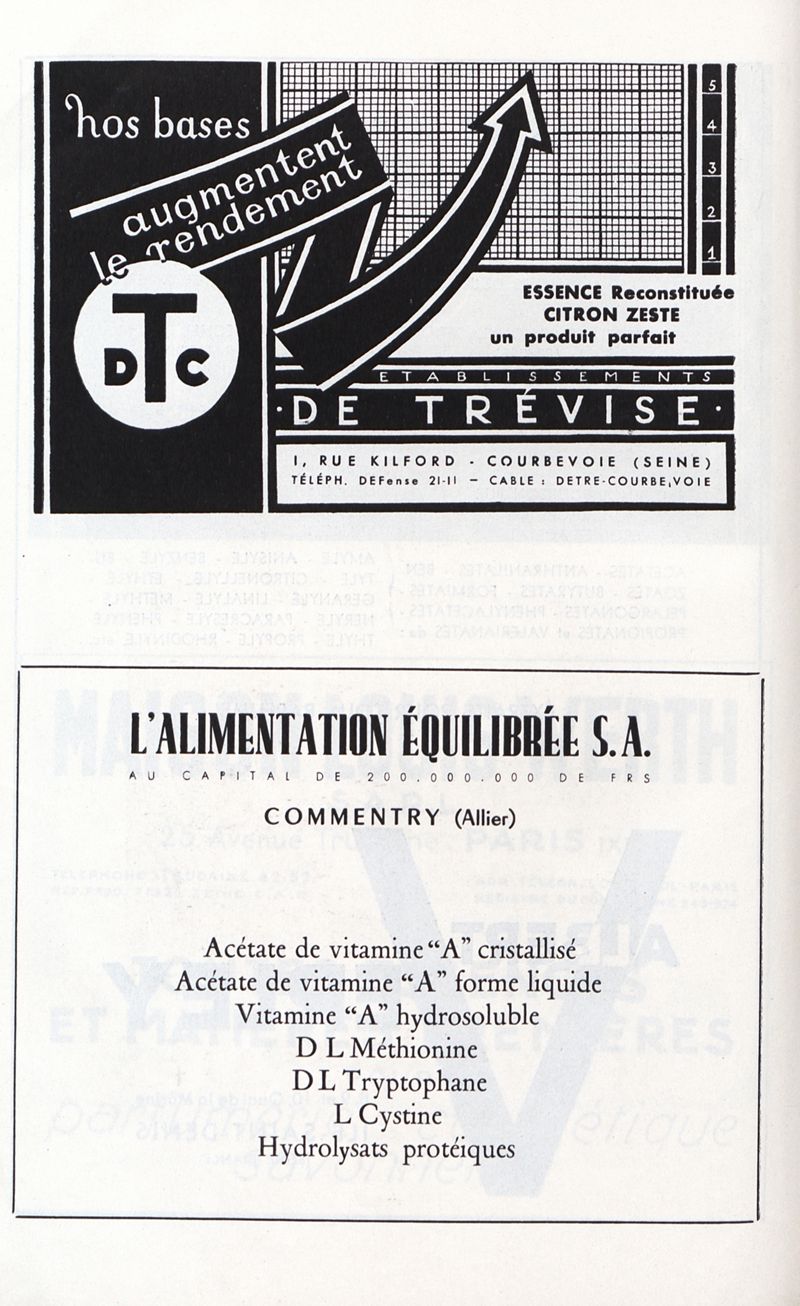 nos bases
augmentent
le rendement
DTC
5
4
3
2
1
ESSENCE Reconstituée
CITRON ZESTE
un produit parfait
ETABLISSEMENTS
·DE TRÉVISE·
1, RUE KILFORD - COURBEVOIE (SEINE)
TÉLÉPH. DEFense 21-11 — CABLE : DETRE-COURBEVOIE
L'ALIMENTATION ÉQUILIBRÉE S.A.
AU CAPITAL DE 200.000.000 DE FRS
COMMENTRY (Allier)
Acétate de vitamine “A” cristallisé
Acétate de vitamine “A” forme liquide
Vitamine “A” hydrosoluble
D L Méthionine
D L Tryptophane
L Cystine
Hydrolysats protéiques